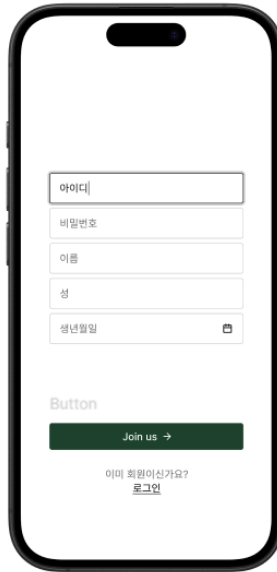 아이디
비밀번호
이름
성
생년월일
Button
Join us →
이미 회원이신가요?
로그인